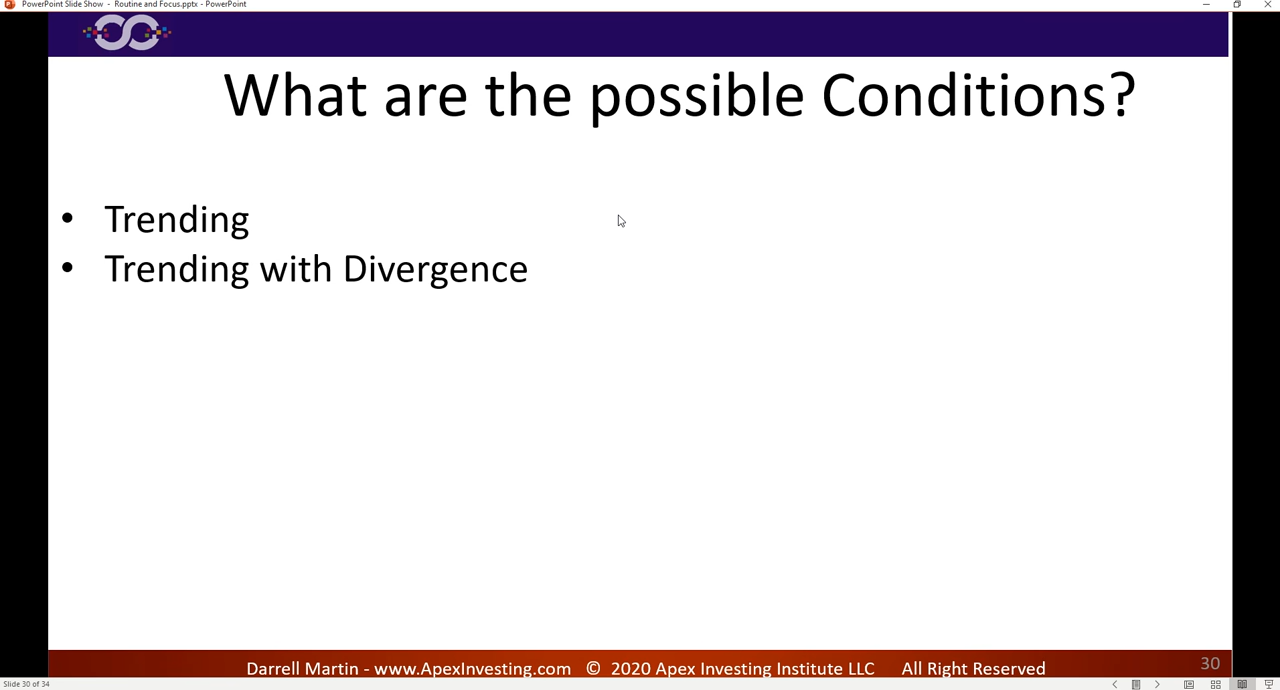 PowerPoint Slide Show - Routine and Focus.pptx - PowerPoint
What are the possible Conditions?
• Trending
• Trending with Divergence
Darrell Martin - www.ApexInvesting.com © 2020 Apex Investing Institute LLC All Right Reserved
30
Slide 30 of 34